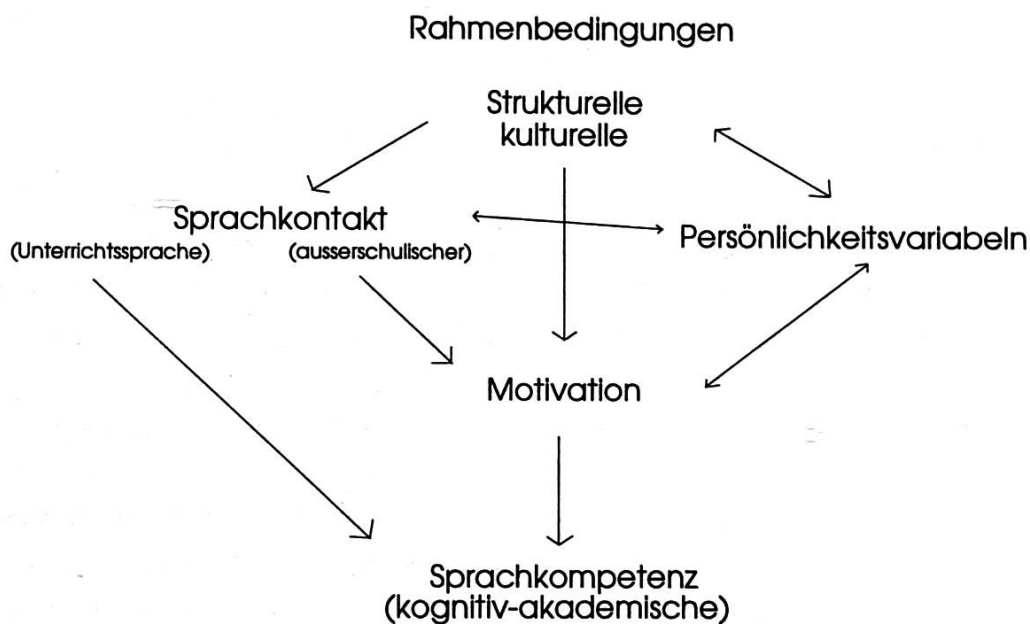 Rahmenbedingungen
Strukturelle
kulturelle
Sprachkontakt
(Unterrichtssprache) (ausserschulischer)
Persönlichkeitsvariabeln
Motivation
Sprachkompetenz
(kognitiv-akademische)